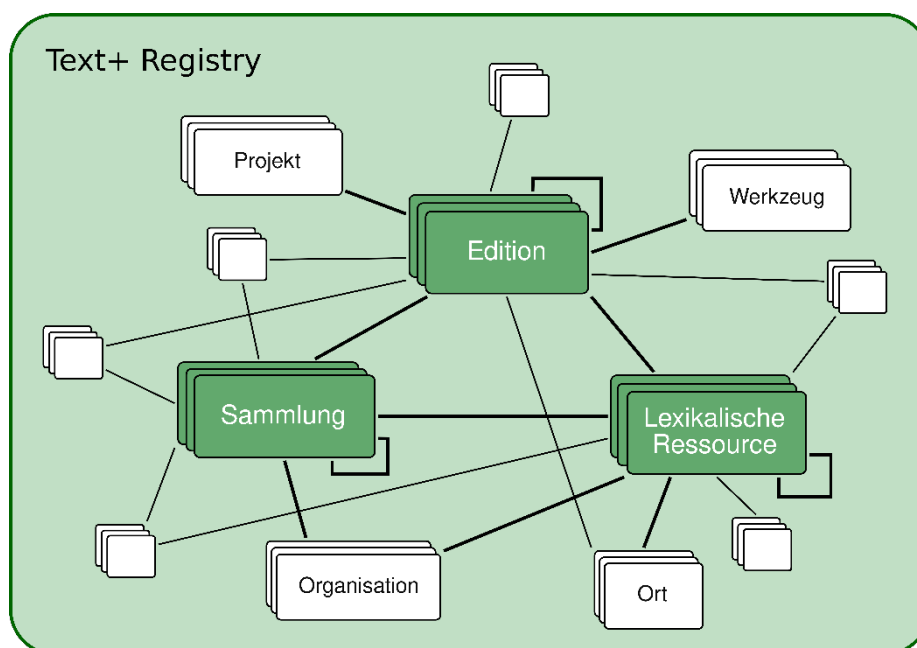 Text+ Registry
Projekt
Werkzeug
Edition
Sammlung
Lexikalische
Ressource
Organisation
Ort